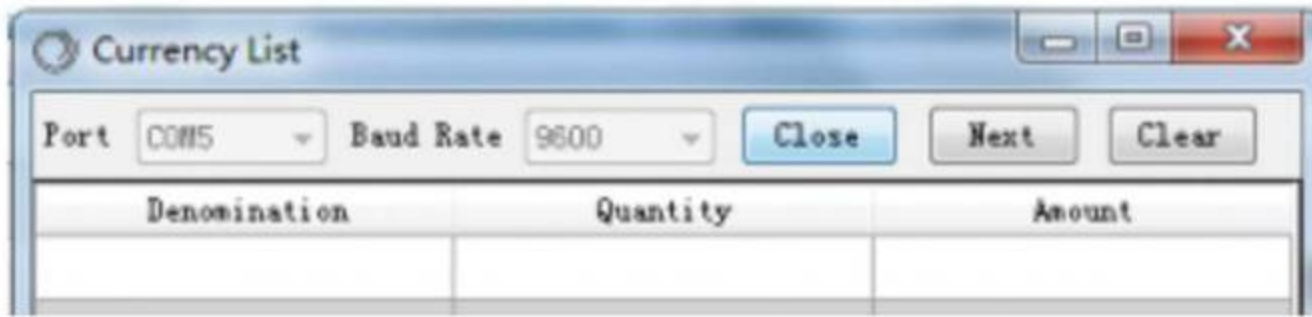 Currency List
Port COM5 Baud Rate 9600 Close Next Clear
Denomination Quantity Amount